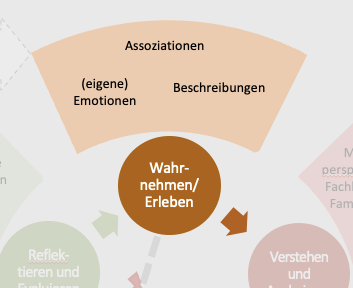 Assoziationen
(eigene)
Emotionen
Beschreibungen
Wahr-
nehmen/
Erleben
Reflek-
tieren und
Verstehen
und